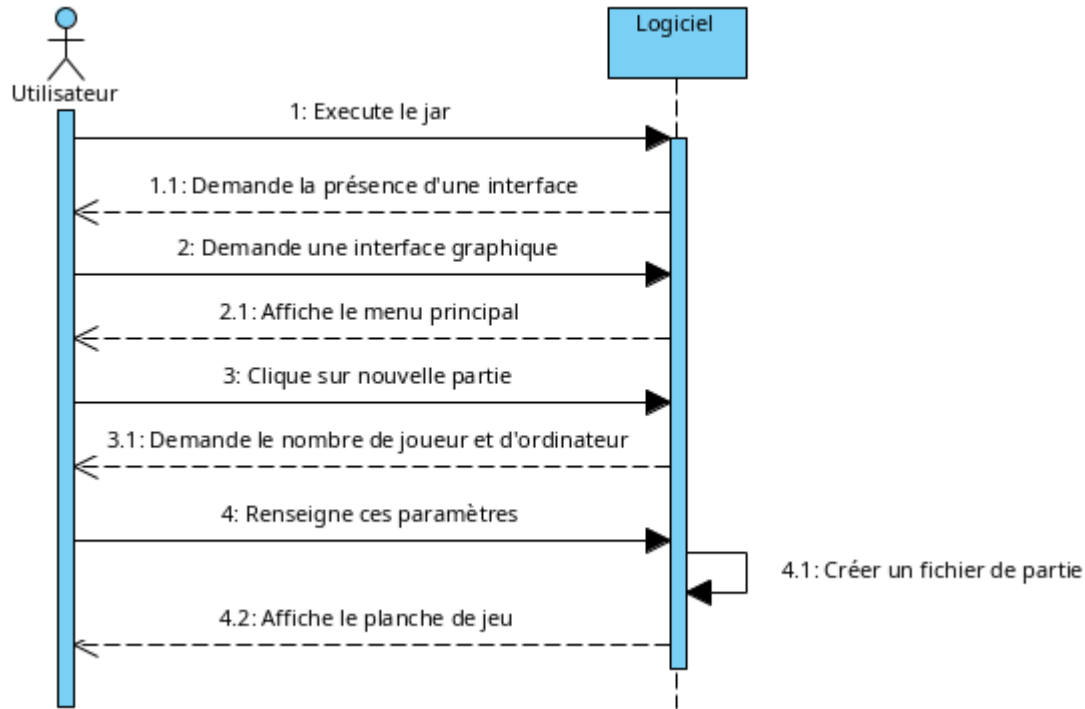 Logiciel
Utilisateur
1: Execute le jar
1.1: Demande la présence d'une interface
2: Demande une interface graphique
2.1: Affiche le menu principal
3: Clique sur nouvelle partie
3.1: Demande le nombre de joueur et d'ordinateur
4: Renseigne ces paramètres
4.1: Créer un fichier de partie
4.2: Affiche le planche de jeu